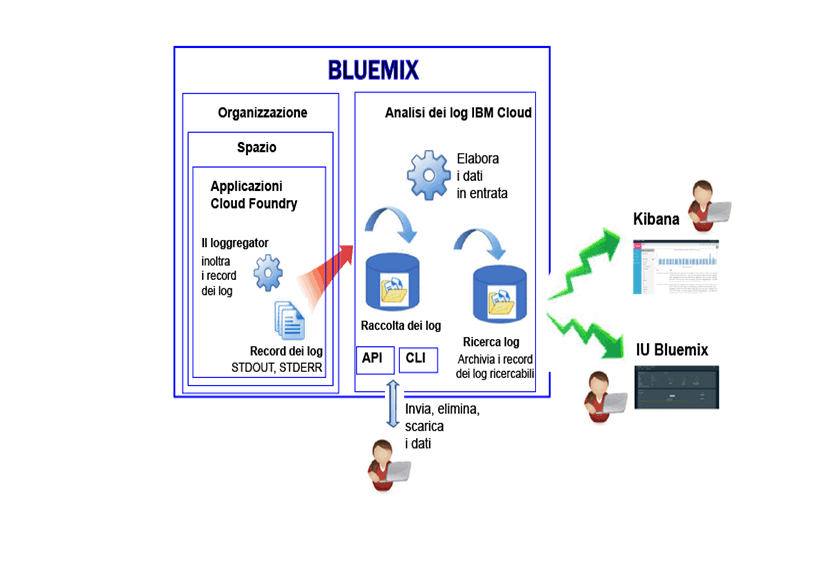 BLUEMIX
Organizzazione
Spazio
Applicazioni
Cloud Foundry
Il loggregator
inoltra
i record
dei log
Record dei log
STDOUT, STDERR
Analisi dei log IBM Cloud
Elabora
i dati
in entrata
Raccolta dei log
API
CLI
Ricerca log
Archivia i record
dei log ricercabili
Invia, elimina,
scarica
i dati
Kibana
IU Bluemix